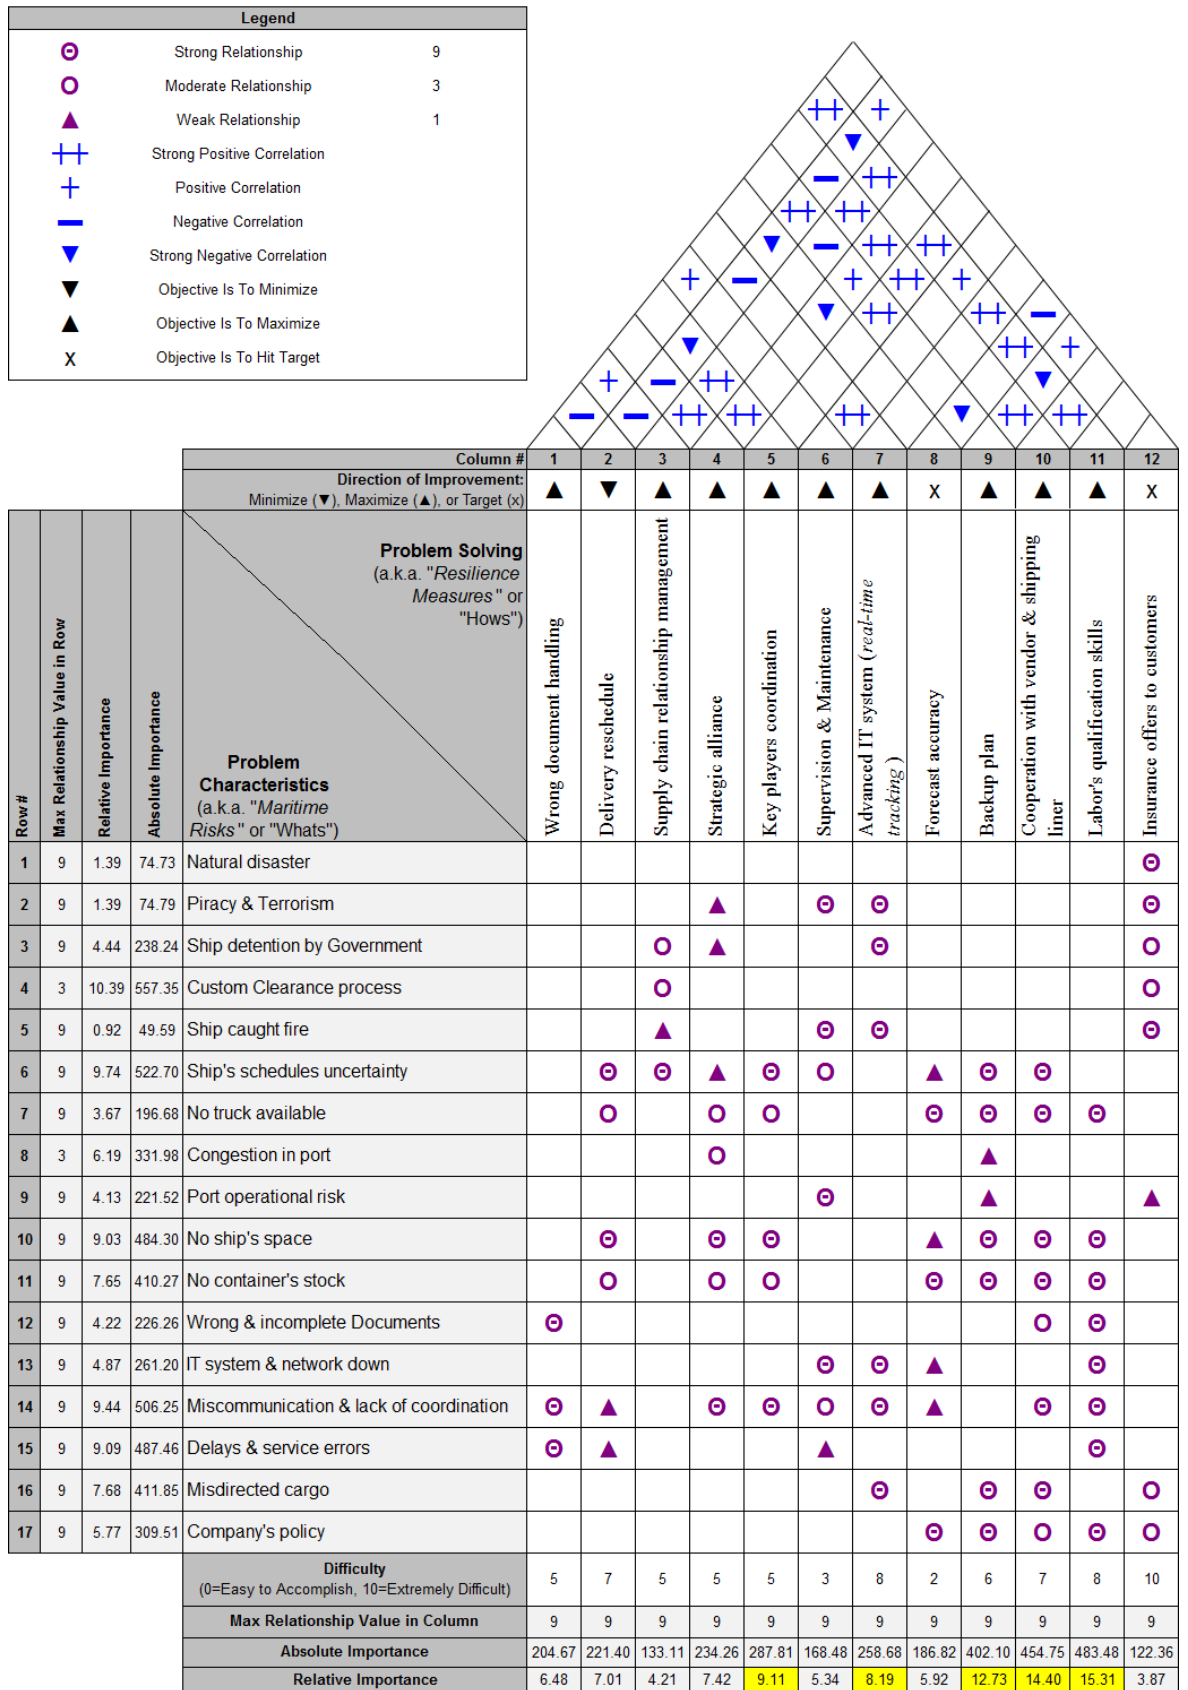 Legend
Strong Relationship 9
Moderate Relationship 3
Weak Relationship 1
Strong Positive Correlation
Positive Correlation
Negative Correlation
Strong Negative Correlation
Objective Is To Minimize
Objective Is To Maximize
X Objective Is To Hit Target
Column # 1 2 3 4 5 6 7 8 9 10 11 12
Direction of Improvement:
Minimize (▼), Maximize (▲), or Target (x) ▲ ▼ ▲ ▲ ▲ ▲ ▲ X ▲ ▲ ▲ X
Row #
Max Relationship Value in Row
Relative Importance
Absolute Importance
Problem Solving
(a.k.a. "Resilience
Measures" or
"Hows")
Problem
Characteristics
(a.k.a. "Maritime
Risks" or "Whats")
Wrong document handling
Delivery reschedule
Supply chain relationship management
Strategic alliance
Key players coordination
Supervision & Maintenance
Advanced IT system (real-time
tracking )
Forecast accuracy
Backup plan
Cooperation with vendor & shipping
liner
Labor's qualification skills
Insurance offers to customers
1 9 1.39 74.73 Natural disaster
2 9 1.39 74.79 Piracy & Terrorism
3 9 4.44 238.24 Ship detention by Government
4 3 10.39 557.35 Custom Clearance process
5 9 0.92 49.59 Ship caught fire
6 9 9.74 522.70 Ship's schedules uncertainty
7 9 3.67 196.68 No truck available
8 3 6.19 331.98 Congestion in port
9 9 4.13 221.52 Port operational risk
10 9 9.03 484.30 No ship's space
11 9 7.65 410.27 No container's stock
12 9 4.22 226.26 Wrong & incomplete Documents
13 9 4.87 261.20 IT system & network down
14 9 9.44 506.25 Miscommunication & lack of coordination
15 9 9.09 487.46 Delays & service errors
16 9 7.68 411.85 Misdirected cargo
17 9 5.77 309.51 Company's policy
Difficulty
(0=Easy to Accomplish, 10=Extremely Difficult) 5 7 5 5 5 3 8 2 6 7 8 10
Max Relationship Value in Column 9 9 9 9 9 9 9 9 9 9 9 9
Absolute Importance 204.67 221.40 133.11 234.26 287.81 168.48 258.68 186.82 402.10 454.75 483.48 122.36
Relative Importance 6.48 7.01 4.21 7.42 9.11 5.34 8.19 5.92 12.73 14.40 15.31 3.87